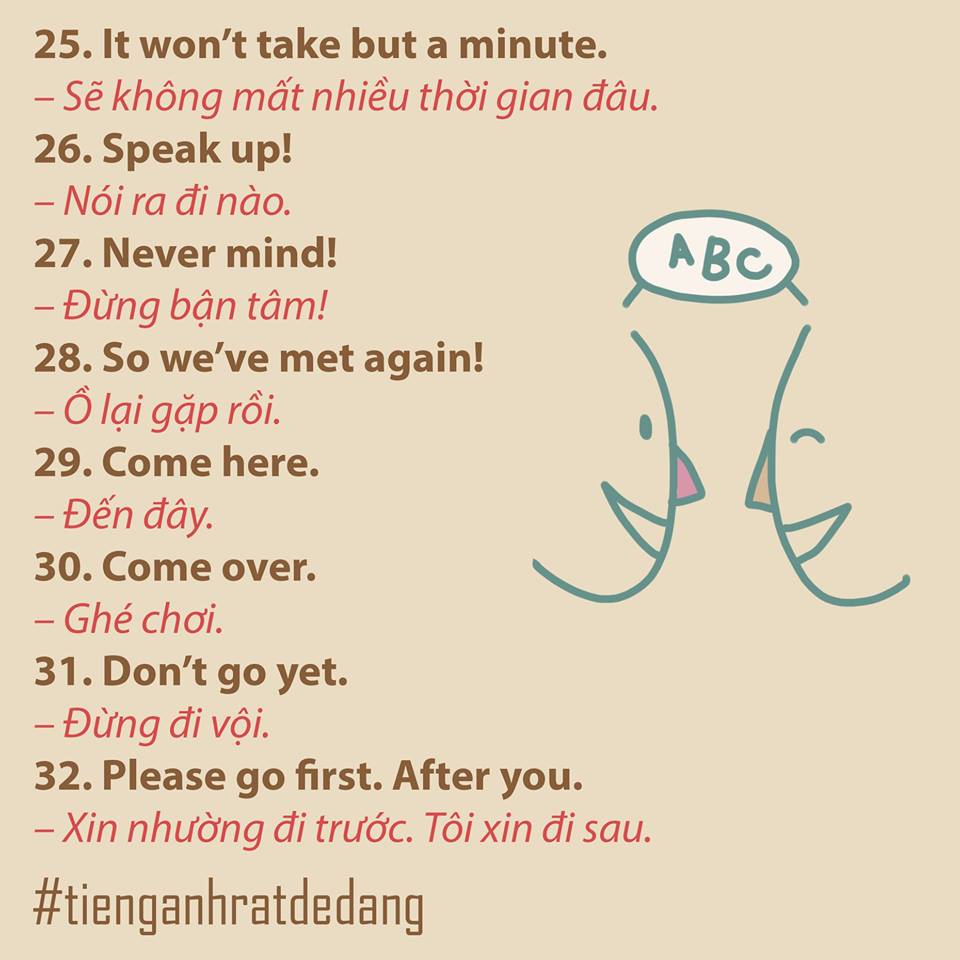 25. It won’t take but a minute.
– Sẽ không mất nhiều thời gian đâu.
26. Speak up!
– Nói ra đi nào.
27. Never mind!
– Đừng bận tâm!
28. So we’ve met again!
– Ồ lại gặp rồi.
29. Come here.
– Đến đây.
30. Come over.
– Ghé chơi.
31. Don’t go yet.
– Đừng đi vội.
32. Please go first. After you.
– Xin nhường đi trước. Tôi xin đi sau.
#tienganhratdedang
ABC